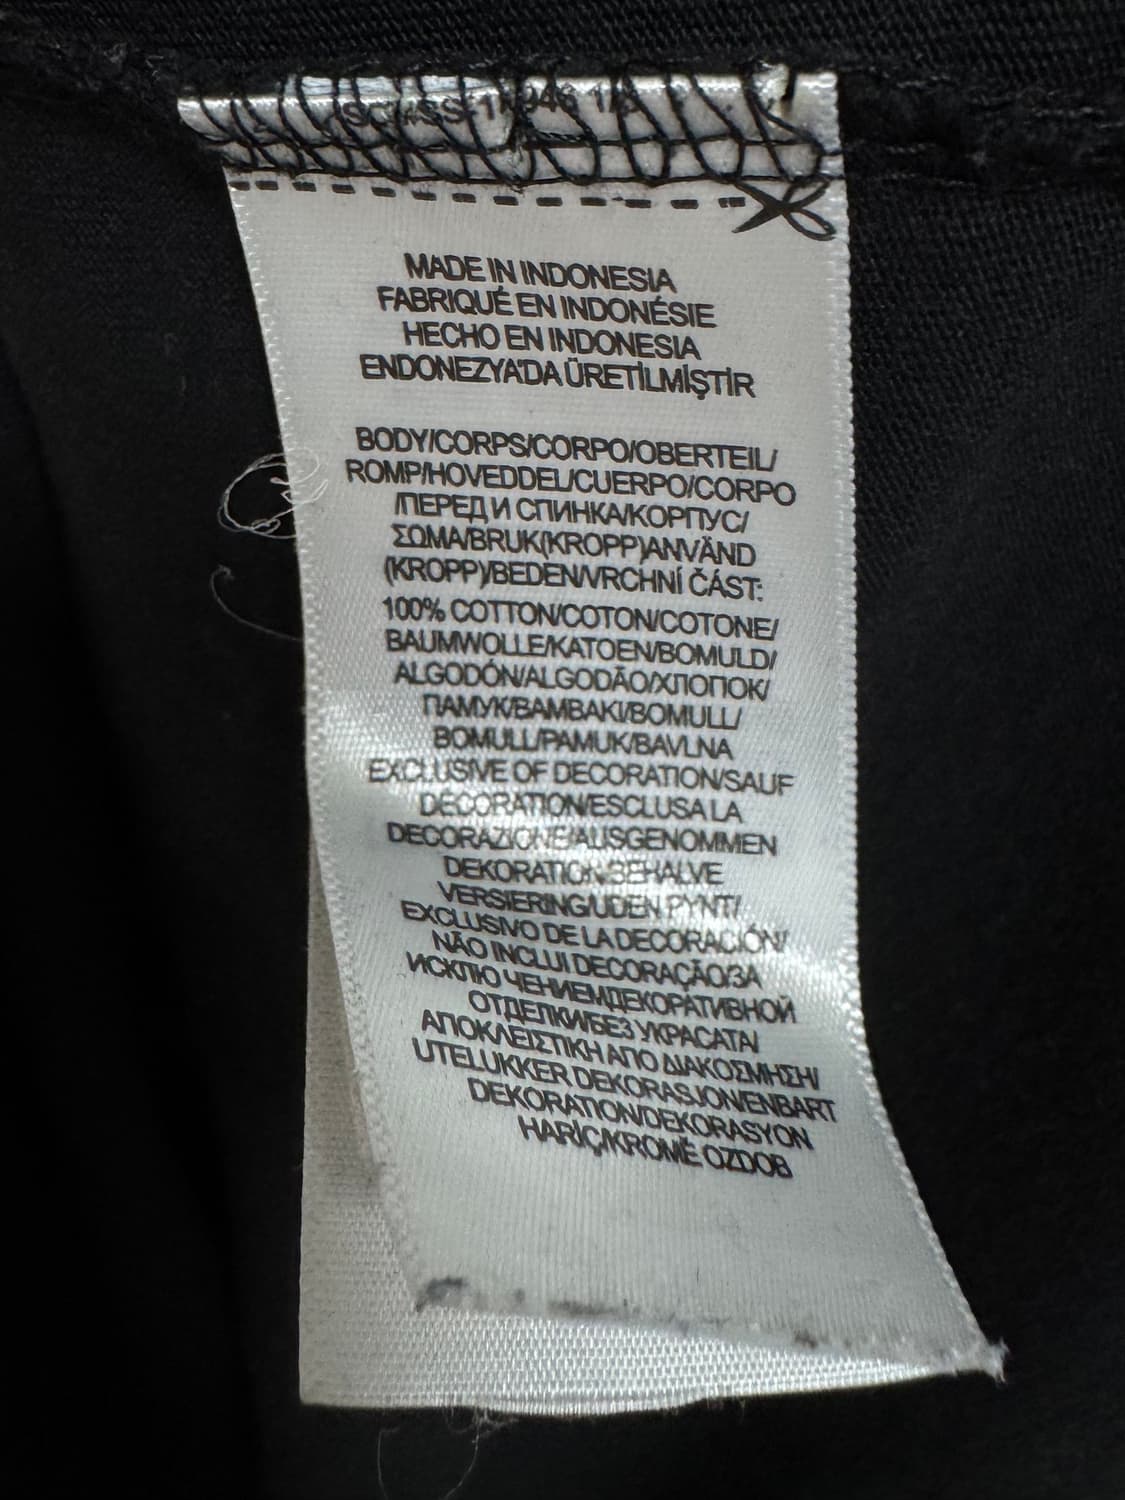 MADE IN INDONESIA
FABRIQUÉ EN INDONÉSIE
HECHO EN INDONESIA
ENDONEZYA'DA ÜRETİLMİŞTİR
BODY/CORPS/CORPO/OBERTEIL/
ROMP/HOVEDDEL/CUERPO/CORPO
/ПЕРЕД И СПИНКА/КОРПУС/
ΣΩΜΑ/BRUK(KROPP)ANVÄND
(KROPP)/BEDEN/VRCHNÍ ČÁST:
100% COTTON/COTON/COTONE/
BAUMWOLLE/KATOEN/BOMULD/
ALGODÓN/ALGODÃO/ХЛОПОК/
ПАМУК/ΒΑΜΒΑΚΙ/BOMULL/
BOMULL/PAMUK/BAVLNA
EXCLUSIVE OF DECORATION/SAUF
DECORATION/ESCLUSA LA
DECORAZIONE/AUSGENOMMEN
DEKORATION/BEHALVE
VERSIERING/UDEN PYNT/
EXCLUSIVO DE LA DECORACIÓN/
NÃO INCLUI DECORAÇÃO/ЗА
ИСКЛЮ ЧЕНИЕМДЕКОРАТИВНОЙ
ОТДЕЛКИ/БЕЗ УКРАСАТА/
ΑΠΟΚΛΕΙΣΤΙΚΗ ΑΠΟ ΔΙΑΚΟΣΜΗΣΗ/
UTELUKKER DEKORASJON/ENBART
DEKORATION/DEKORASYON
HARİÇ/KROMĚ OZDOB